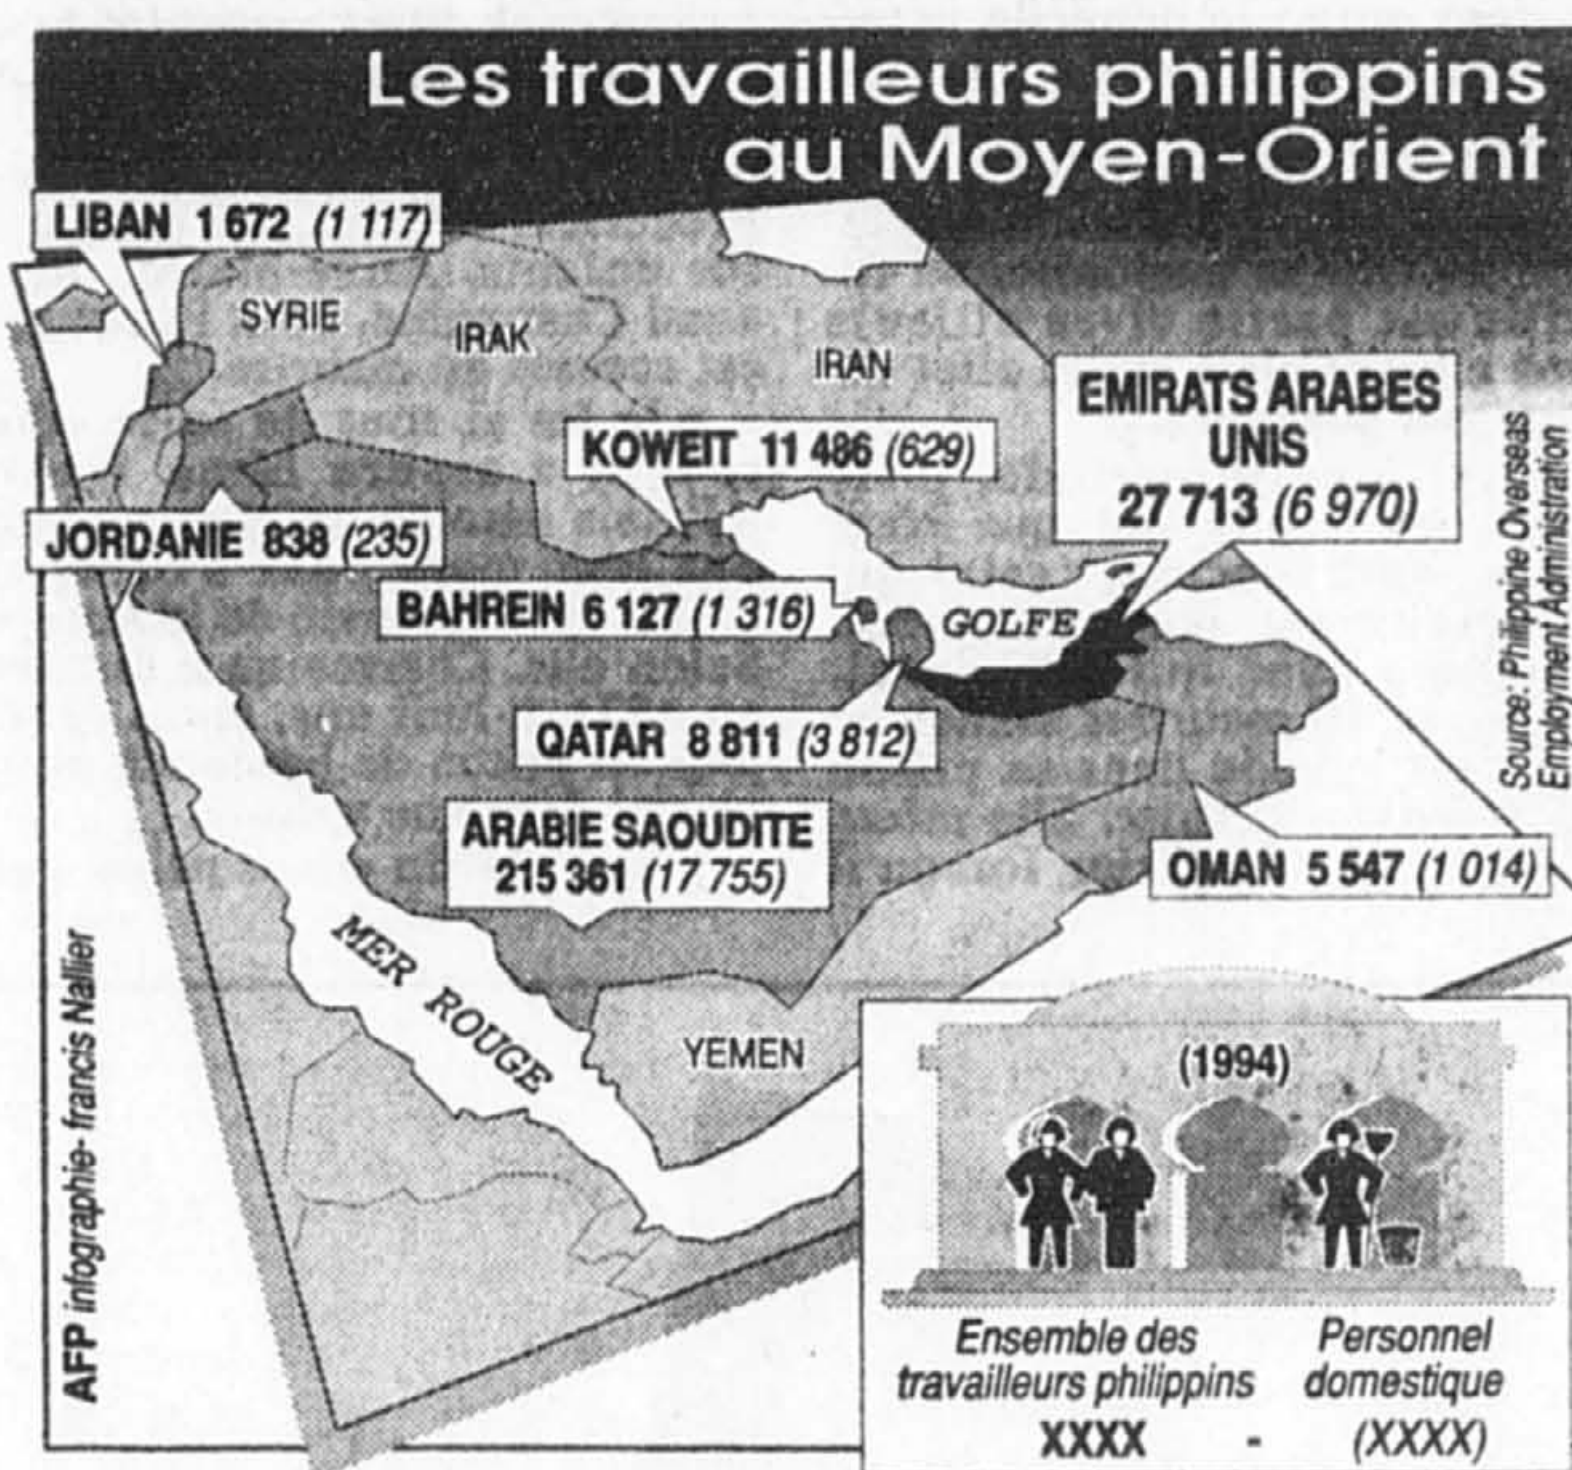 Les travailleurs philippins
au Moyen-Orient
LIBAN 1 672 (1 117)
SYRIE
IRAK
IRAN
EMIRATS ARABES
UNIS
27 713 (6 970)
KOWEIT 11 486 (629)
JORDANIE 838 (235)
BAHREIN 6 127 (1 316)
GOLFE
QATAR 8 811 (3 812)
ARABIE SAOUDITE
215 361 (17 755)
OMAN 5 547 (1 014)
MER ROUGE
YEMEN
Source: Philippine Overseas
Employment Administration
AFP infographie- francis Nallier
(1994)
Ensemble des
travailleurs philippins
XXXX
-
Personnel
domestique
(XXXX)